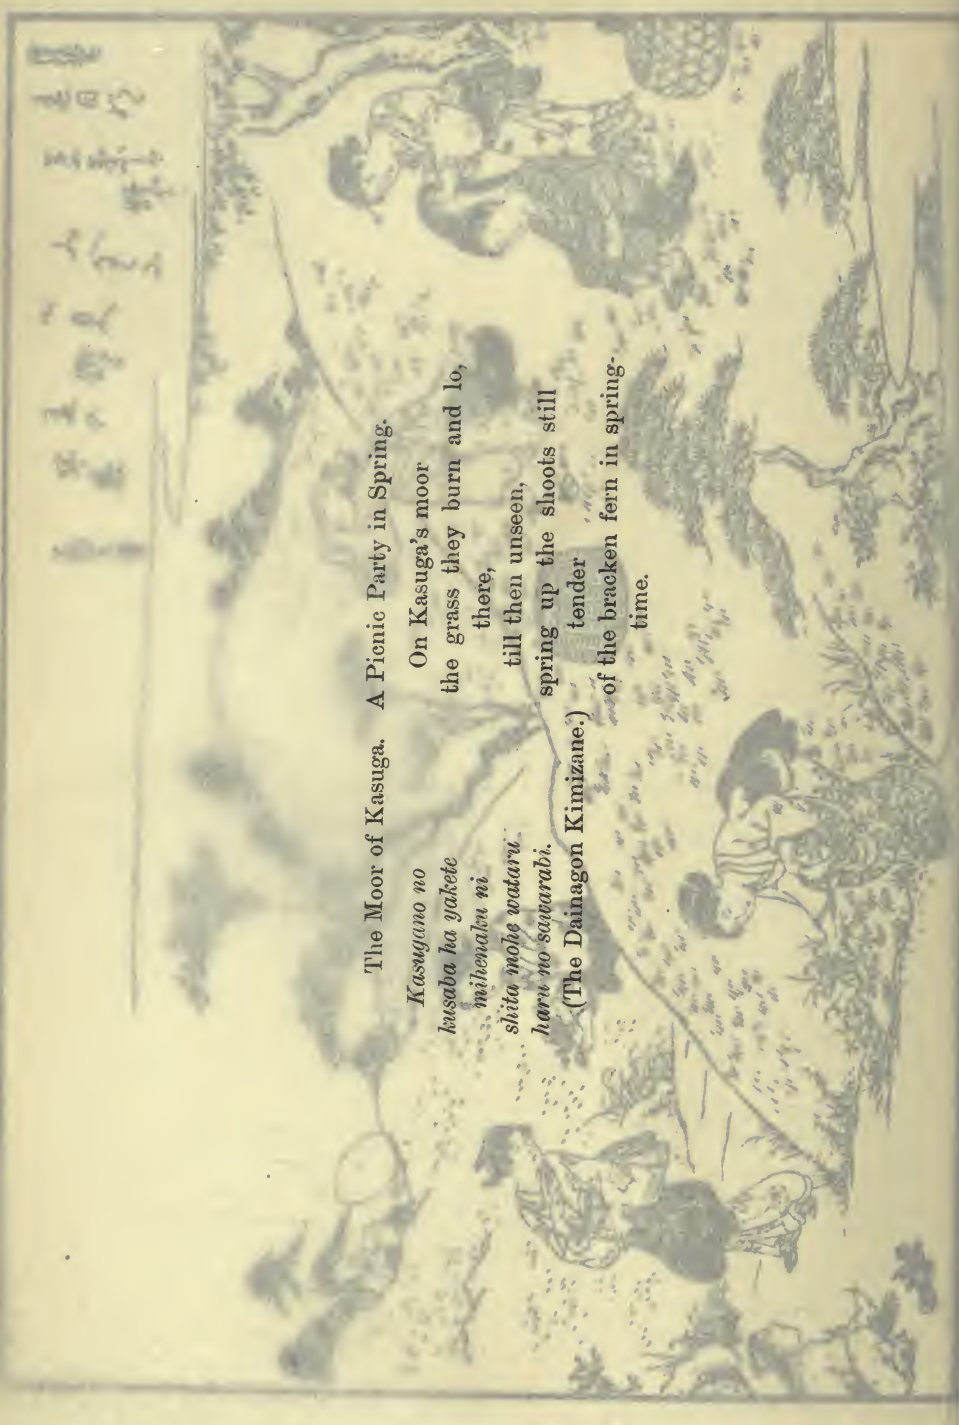 The Moor of Kasuga. A Picnic Party in Spring.
Kasugano no
kusaba ha yakete
mihenaku ni
shita mohe wataru
haru no sawarabi.
(The Dainagon Kimizane.)
On Kasuga's moor
the grass they burn and lo,
there,
till then unseen,
spring up the shoots still
tender
of the bracken fern in spring-
time.